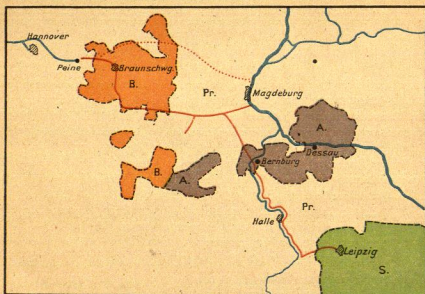 Hannover
Peine
Braunschwg.
B.
Pr.
Magdeburg
A.
Dessau
Bernburg
B.
A.
Pr.
Halle
Leipzig
S.